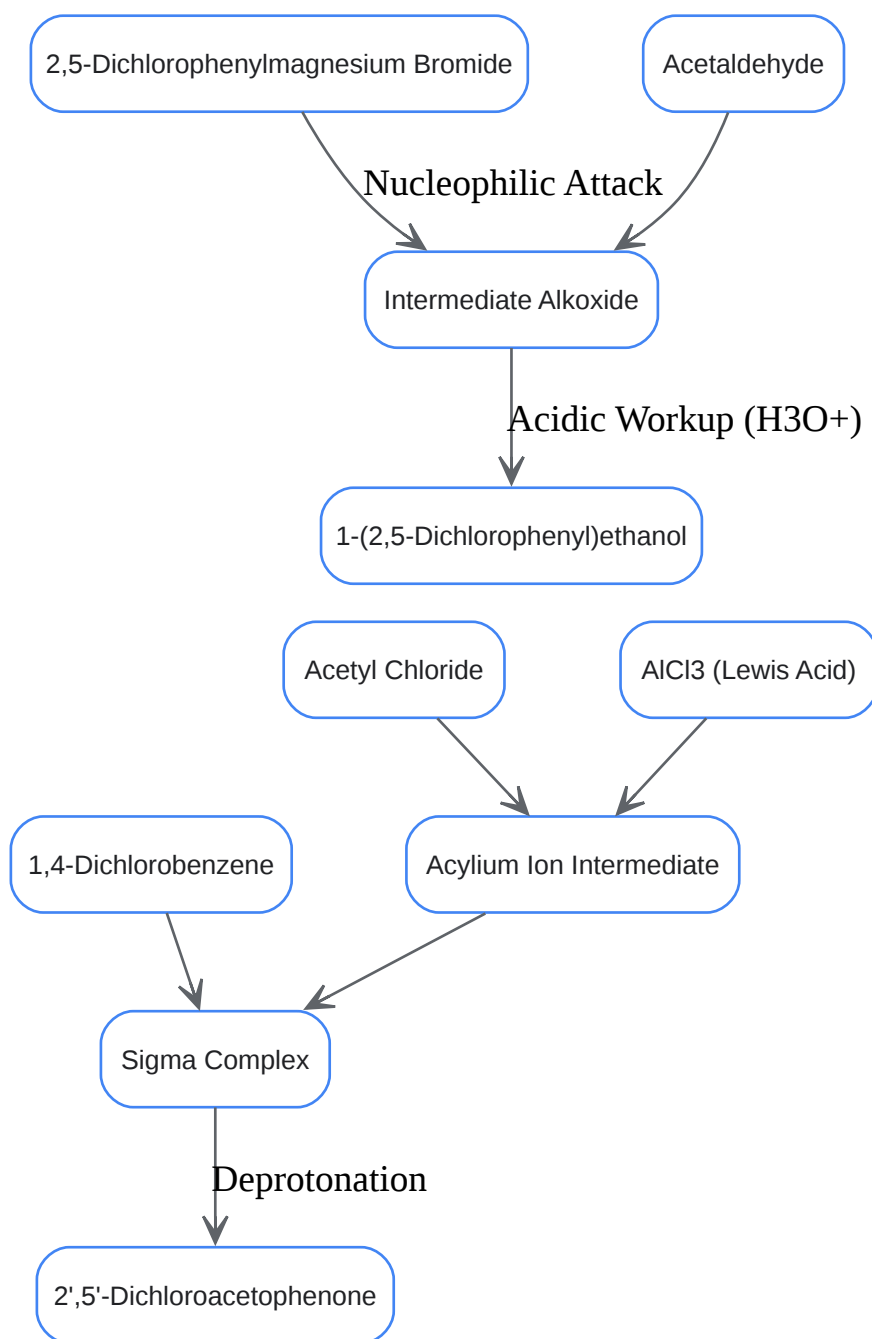 2,5-Dichlorophenylmagnesium Bromide
Acetaldehyde
Nucleophilic Attack
Intermediate Alkoxide
Acidic Workup (H3O+)
1-(2,5-Dichlorophenyl)ethanol
Acetyl Chloride
AlCl3 (Lewis Acid)
1,4-Dichlorobenzene
Acylium Ion Intermediate
Sigma Complex
Deprotonation
2',5'-Dichloroacetophenone